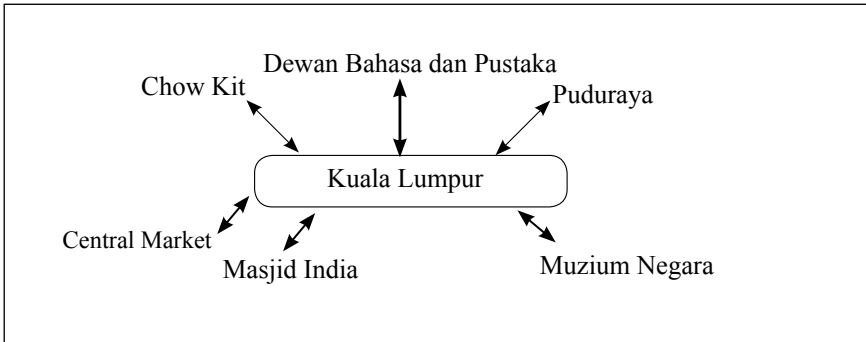 Dewan Bahasa dan Pustaka
Chow Kit
Puduraya
Kuala Lumpur
Central Market
Masjid India
Muzium Negara